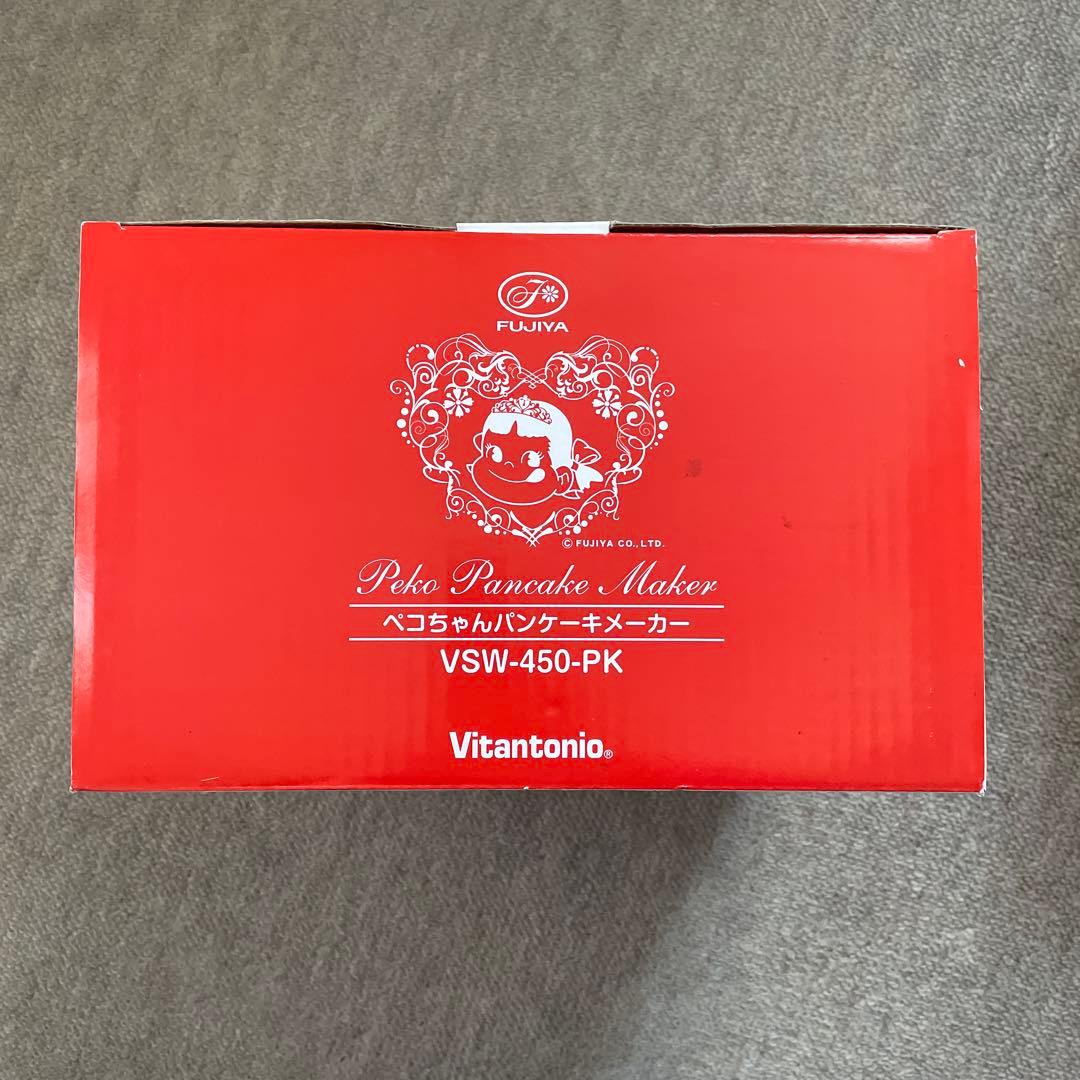 F
FUJIYA
© FUJIYA CO., LTD.
Peko Pancake Maker
ペコちゃんパンケーキメーカー
VSW-450-PK
Vitantonio®